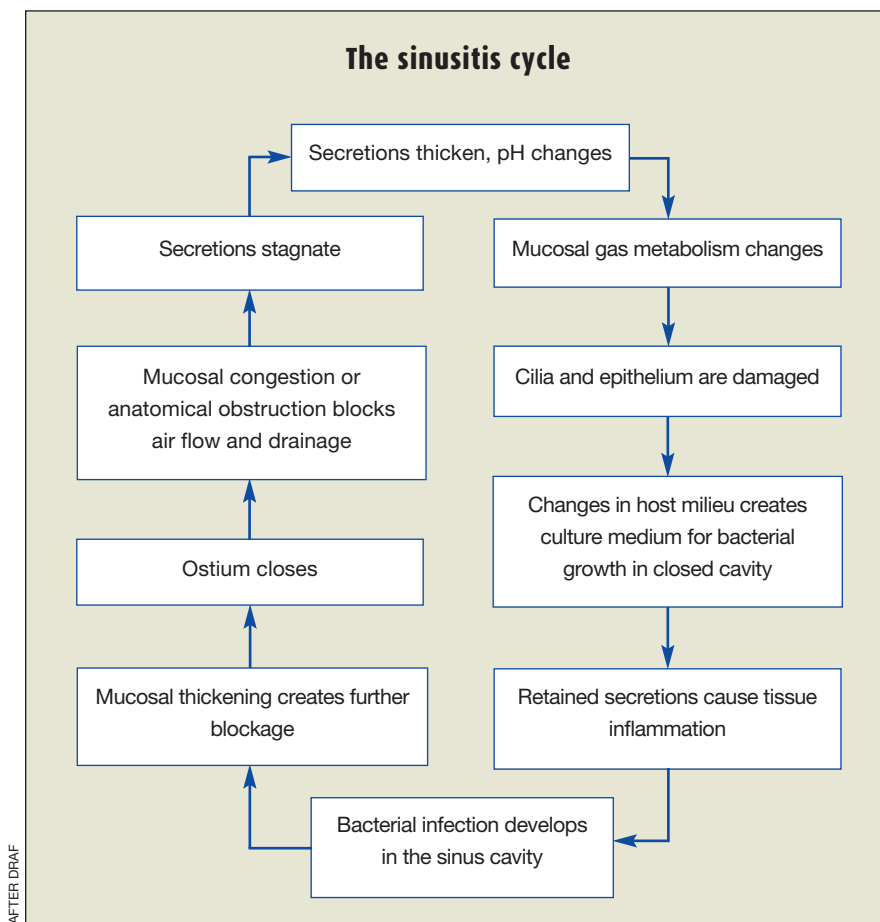 The sinusitis cycle
Secretions thicken, pH changes
Mucosal gas metabolism changes
Cilia and epithelium are damaged
Changes in host milieu creates
culture medium for bacterial
growth in closed cavity
Retained secretions cause tissue
inflammation
Bacterial infection develops
in the sinus cavity
Mucosal thickening creates further
blockage
Ostium closes
Mucosal congestion or
anatomical obstruction blocks
air flow and drainage
Secretions stagnate
AFTER DRAF